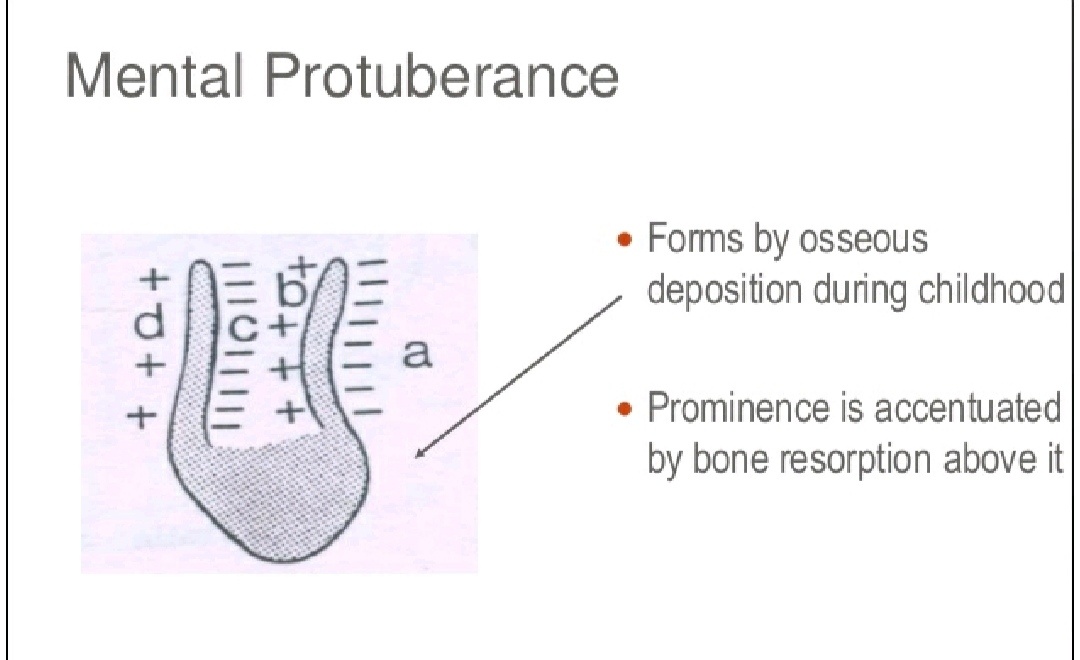 Mental Protuberance
• Forms by osseous
deposition during childhood
• Prominence is accentuated
by bone resorption above it
+ d + +
c
b + + + +
a